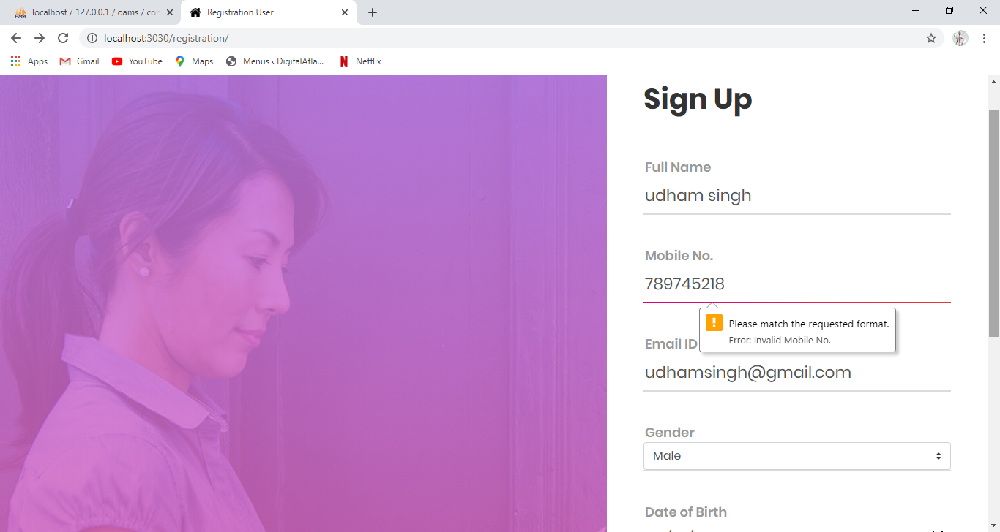 PMA localhost / 127.0.0.1 / oams / con
Registration User
localhost:3030/registration/
Apps
Gmail
YouTube
Maps
Menus ‹ DigitalAtla...
Netflix
Sign Up
Full Name
udham singh
Mobile No.
789745218
Please match the requested format.
Error: Invalid Mobile No.
Email ID
udhamsingh@gmail.com
Gender
Male
Date of Birth